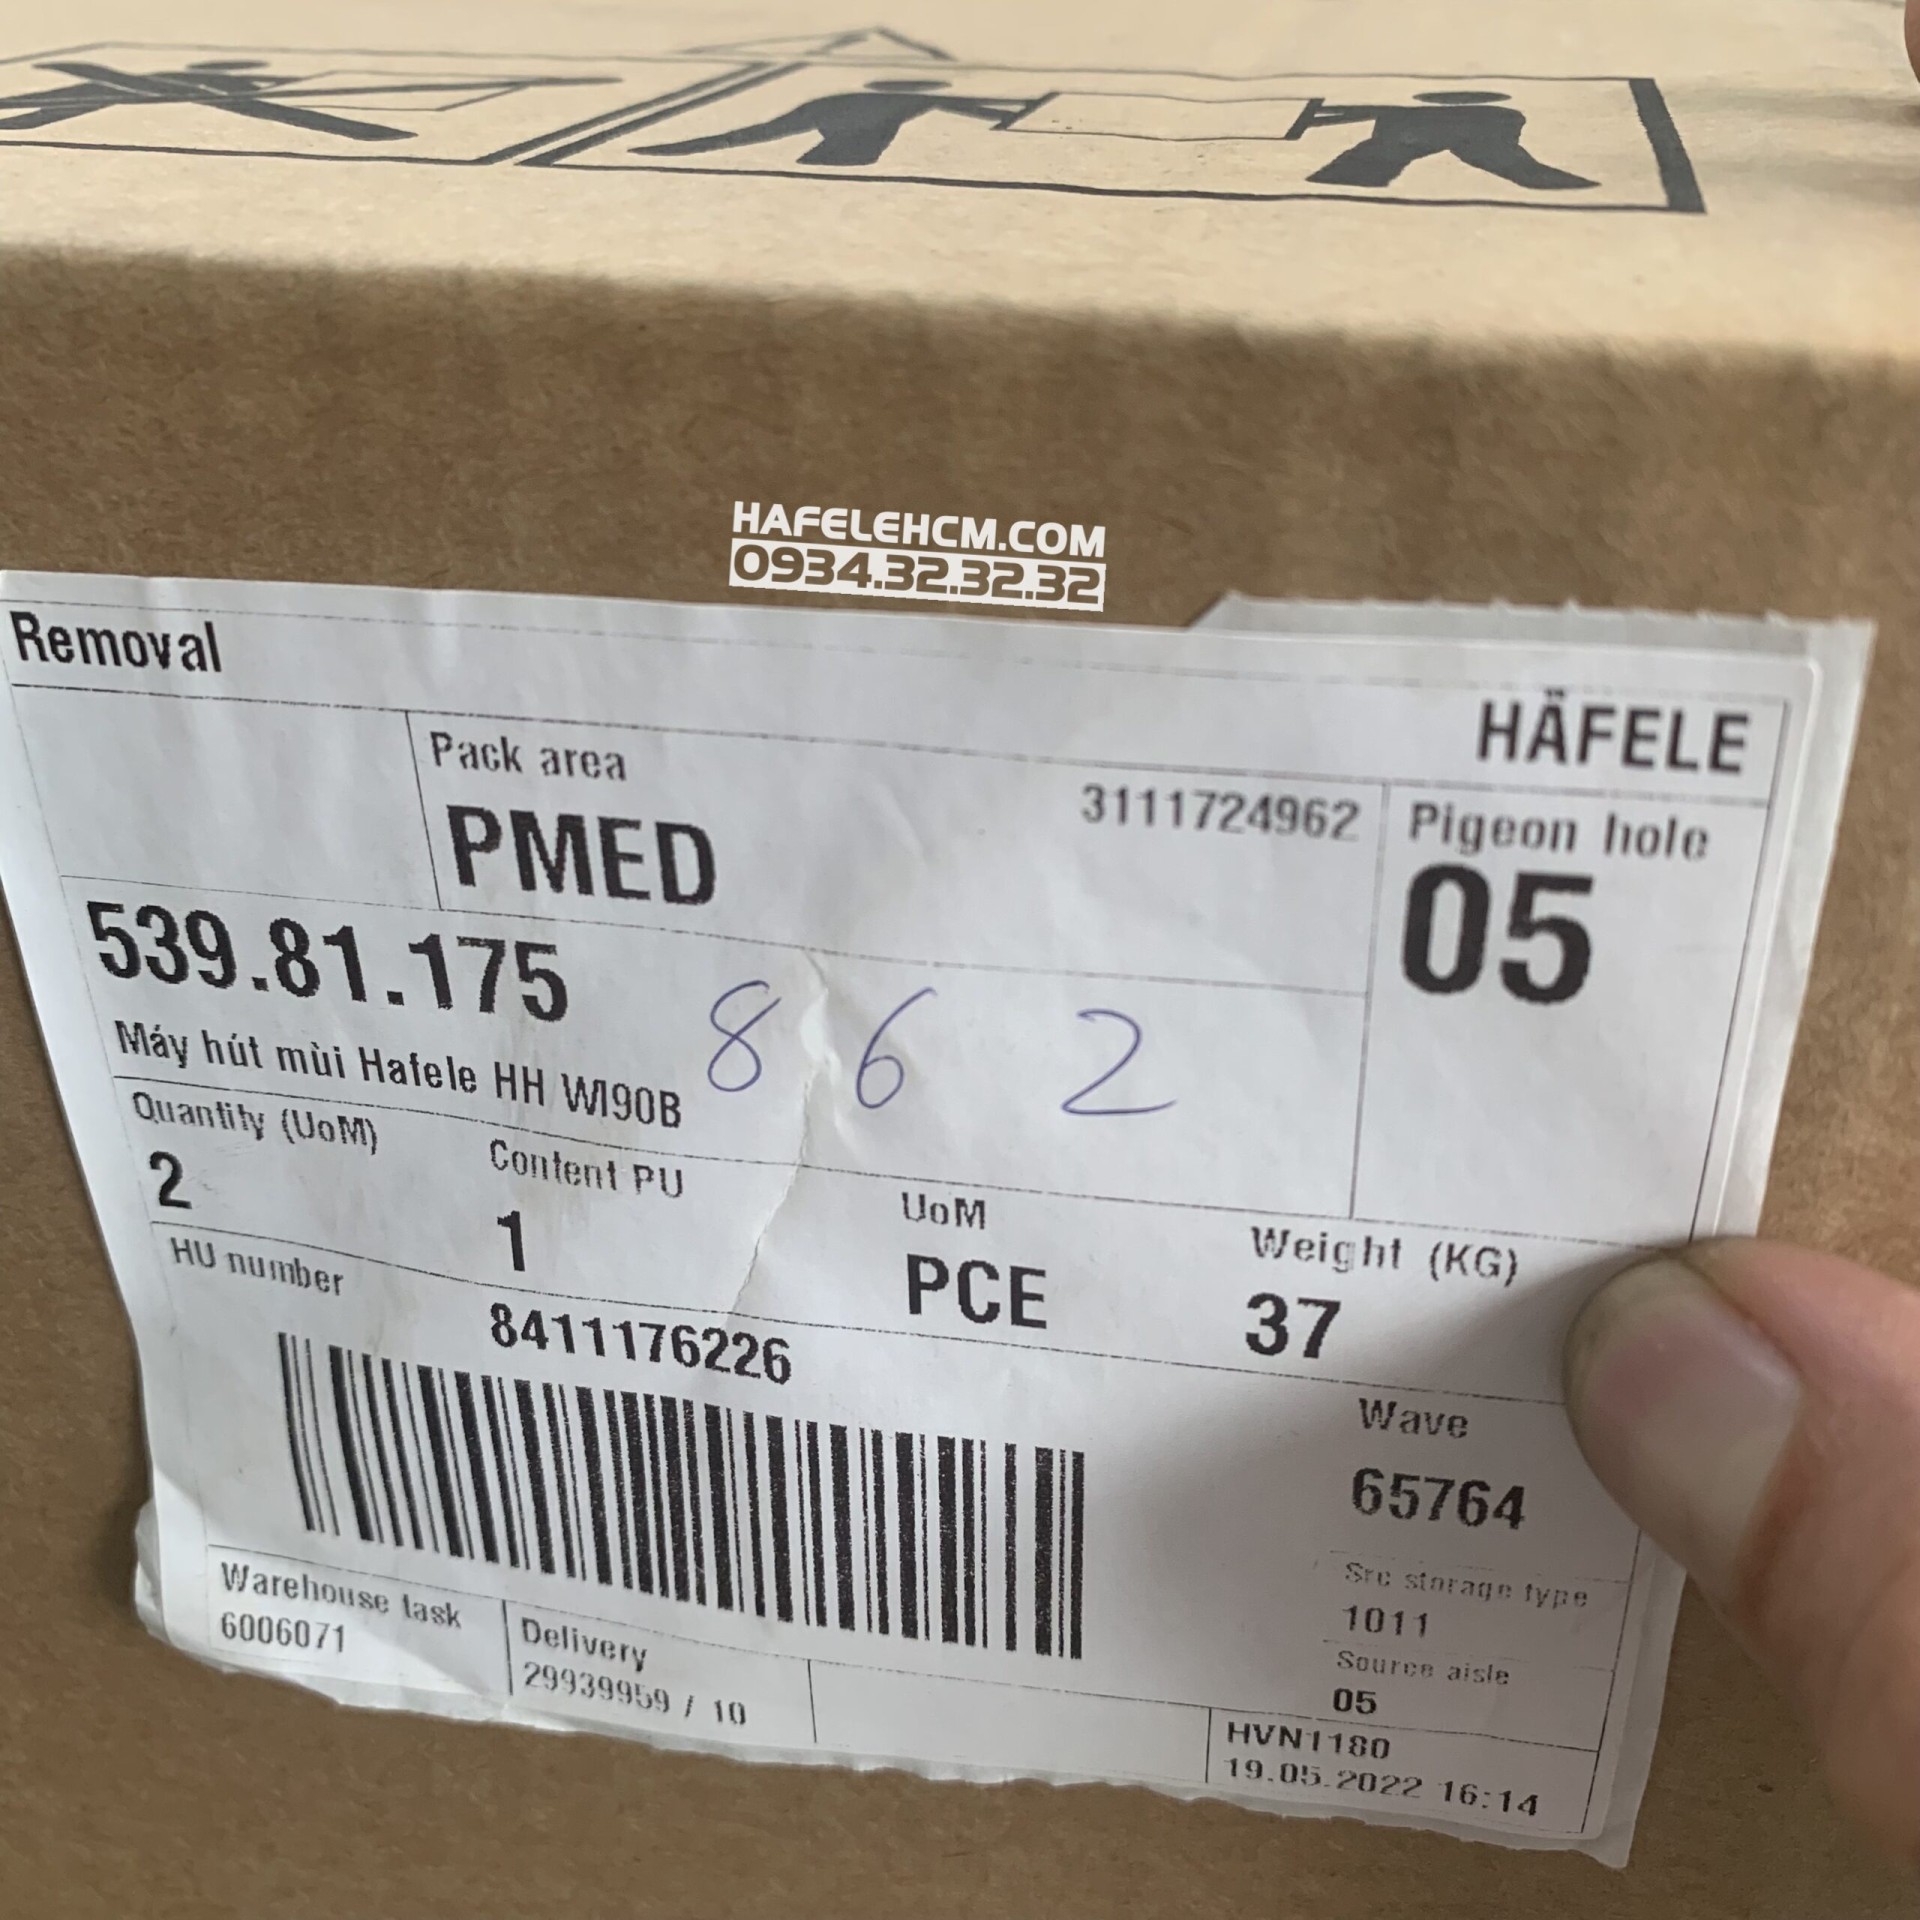 HAFELEHCM.COM
0934.32.32.32
Removal
HÄFELE
Pack area
3111724962
Pigeon hole
PMED
05
539.81.175
8 6 2
Máy hút mùi Hafele HH WI90B
Quantity (UoM)
Content PU
UoM
Weight (KG)
2
1
PCE
37
HU number
8411176226
Wave
65764
Src storage type
1011
Source aisle
05
Warehouse task
6006071
Delivery
29939959 / 10
HVN1180
19.05.2022 16:14